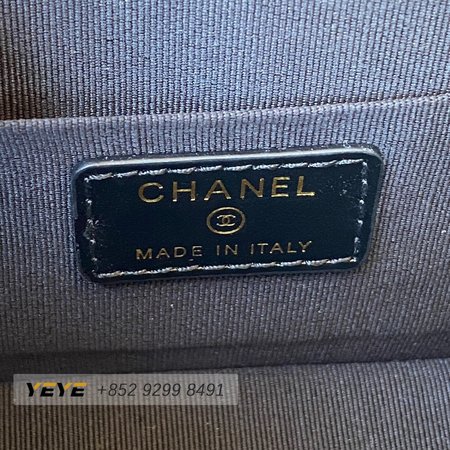 CHANEL
MADE IN ITALY
YEYE +852 9299 8491